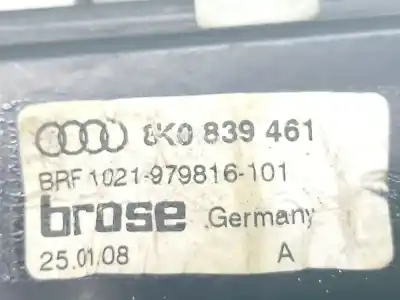 8K0 839 461
BRF 1021-979816-101
brose Germany
25.01.08 A